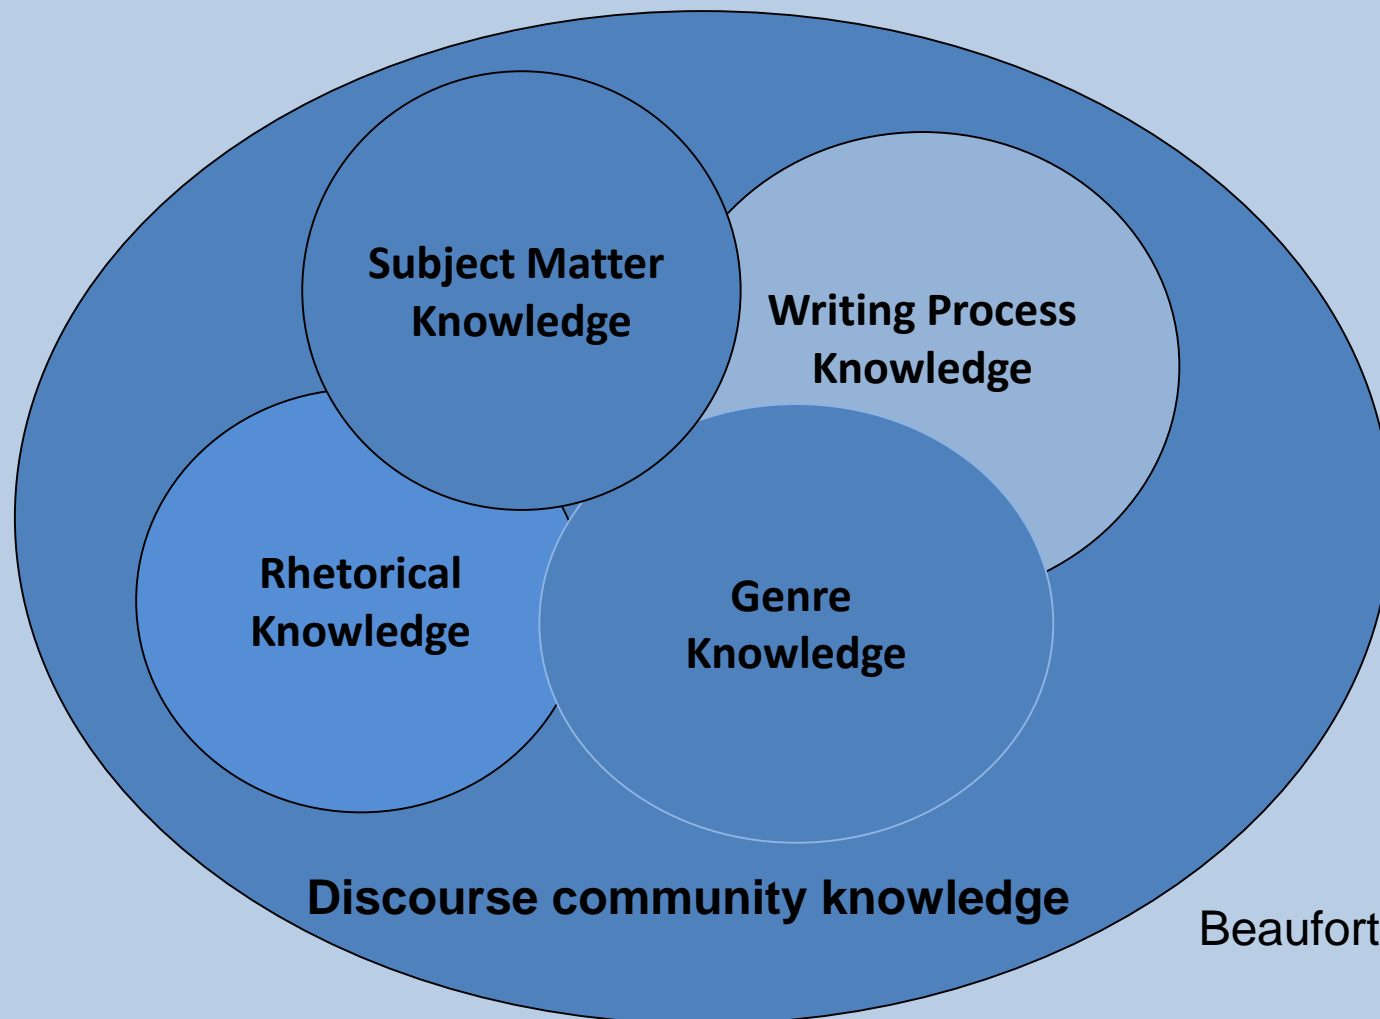 Subject Matter
Knowledge
Writing Process
Knowledge
Rhetorical
Knowledge
Genre
Knowledge
Discourse community knowledge
Beaufort